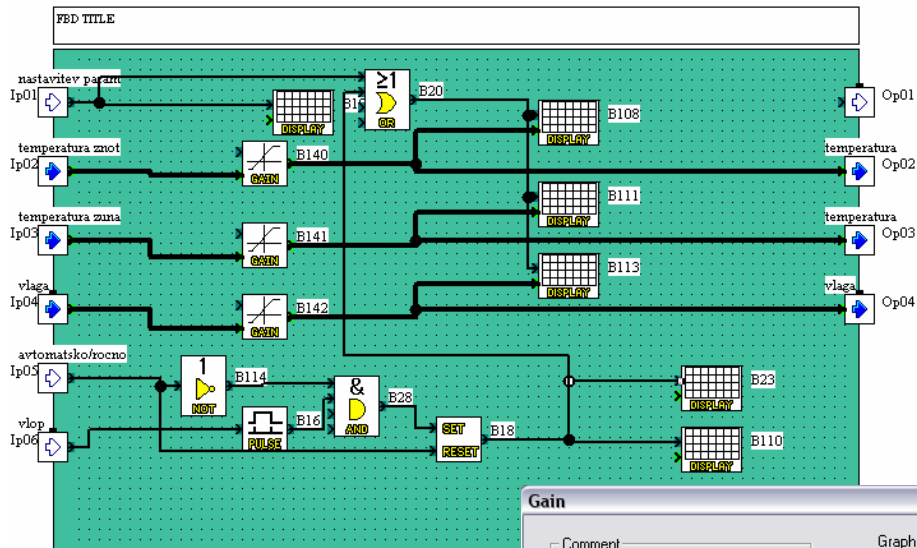 FBD TITLE
nastavitev param
Ip01
≥1
OR
B20
DISPLAY
DISPLAY
B108
Op01
temperatura znot
Ip02
GAIN
B140
temperatura
Op02
temperatura zuna
Ip03
GAIN
B141
DISPLAY
B111
temperatura
Op03
vlaga
Ip04
GAIN
B142
DISPLAY
B113
vlaga
Op04
avtomatsko/rocno
Ip05
1
NOT
B114
&
AND
B28
DISPLAY
B23
vlop
Ip06
PULSE
B16
SET
RESET
B18
DISPLAY
B110
Gain
Comment
Graph